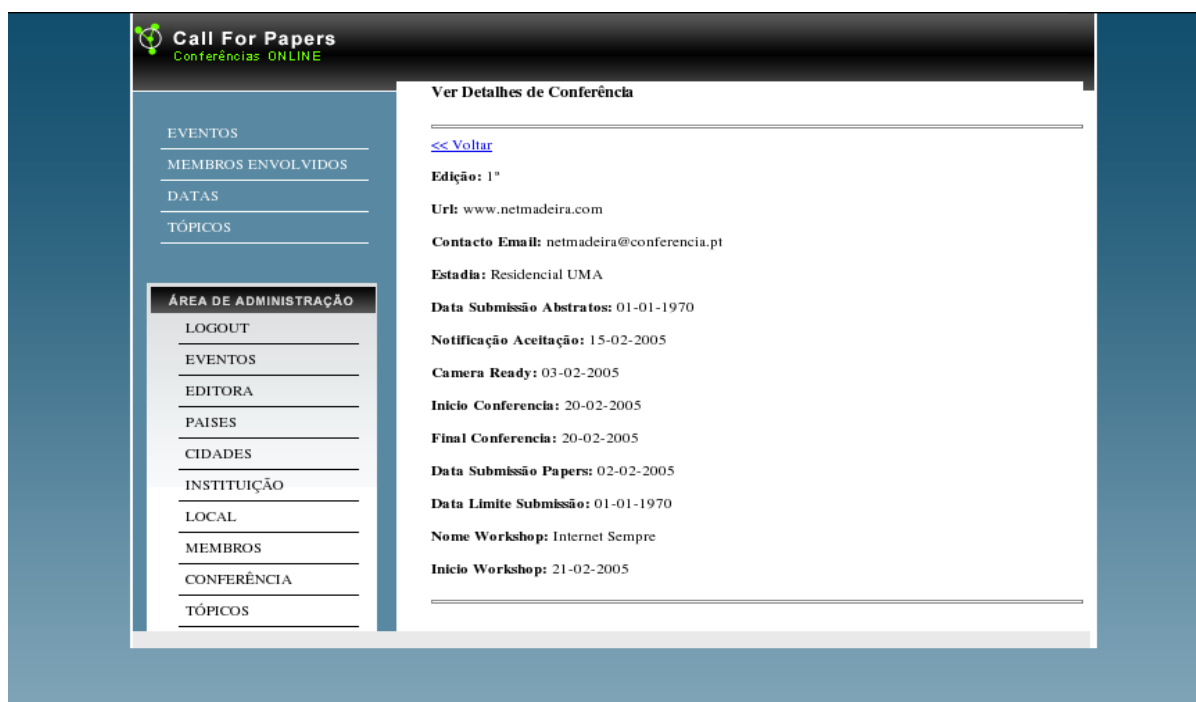 Call For Papers
Conferências ONLINE
EVENTOS
MEMBROS ENVOLVIDOS
DATAS
TÓPICOS
ÁREA DE ADMINISTRAÇÃO
LOGOUT
EVENTOS
EDITORA
PAISES
CIDADES
INSTITUIÇÃO
LOCAL
MEMBROS
CONFERÊNCIA
TÓPICOS
Ver Detalhes de Conferência
<< Voltar
Edição: 1ª
Url: www.netmadeira.com
Contacto Email: netmadeira@conferencia.pt
Estadia: Residencial UMA
Data Submissão Abstratos: 01-01-1970
Notificação Aceitação: 15-02-2005
Camera Ready: 03-02-2005
Inicio Conferencia: 20-02-2005
Final Conferencia: 20-02-2005
Data Submissão Papers: 02-02-2005
Data Limite Submissão: 01-01-1970
Nome Workshop: Internet Sempre
Inicio Workshop: 21-02-2005